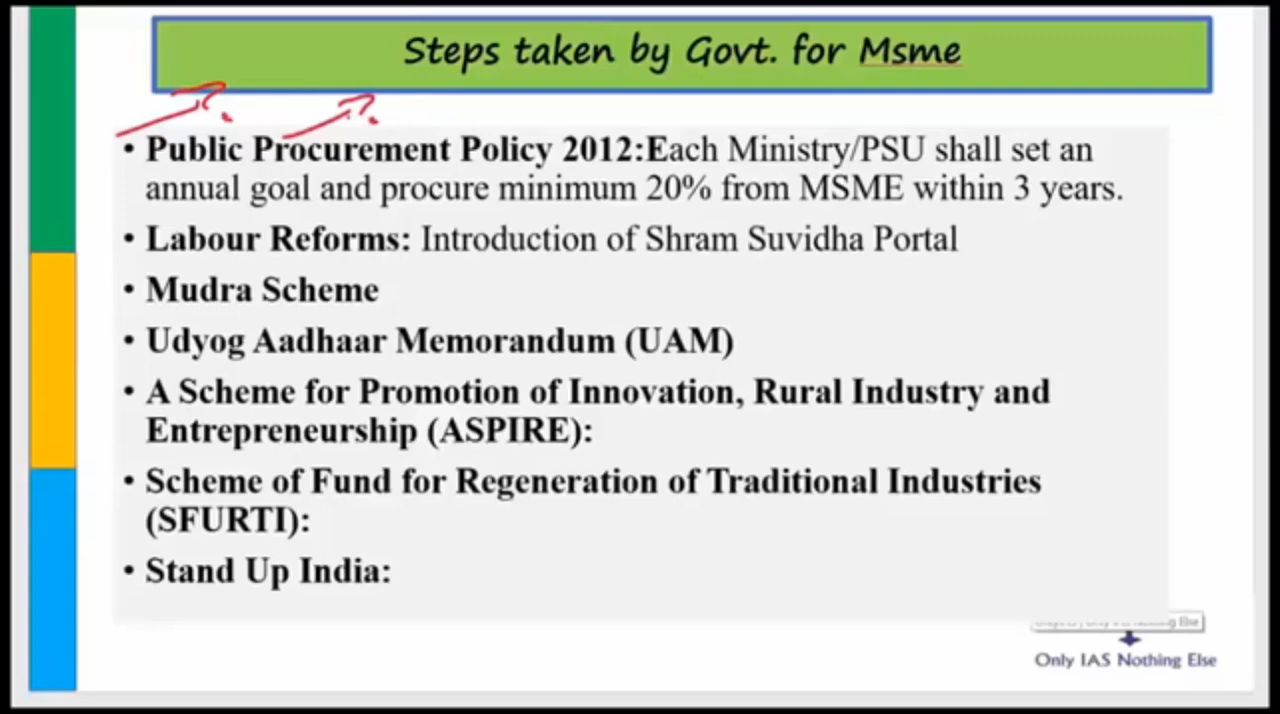 Steps taken by Govt. for Msme
• Public Procurement Policy 2012:Each Ministry/PSU shall set an
annual goal and procure minimum 20% from MSME within 3 years.
• Labour Reforms: Introduction of Shram Suvidha Portal
• Mudra Scheme
• Udyog Aadhaar Memorandum (UAM)
• A Scheme for Promotion of Innovation, Rural Industry and
Entrepreneurship (ASPIRE):
• Scheme of Fund for Regeneration of Traditional Industries
(SFURTI):
• Stand Up India:
Nothing Else
Only IAS Nothing Else